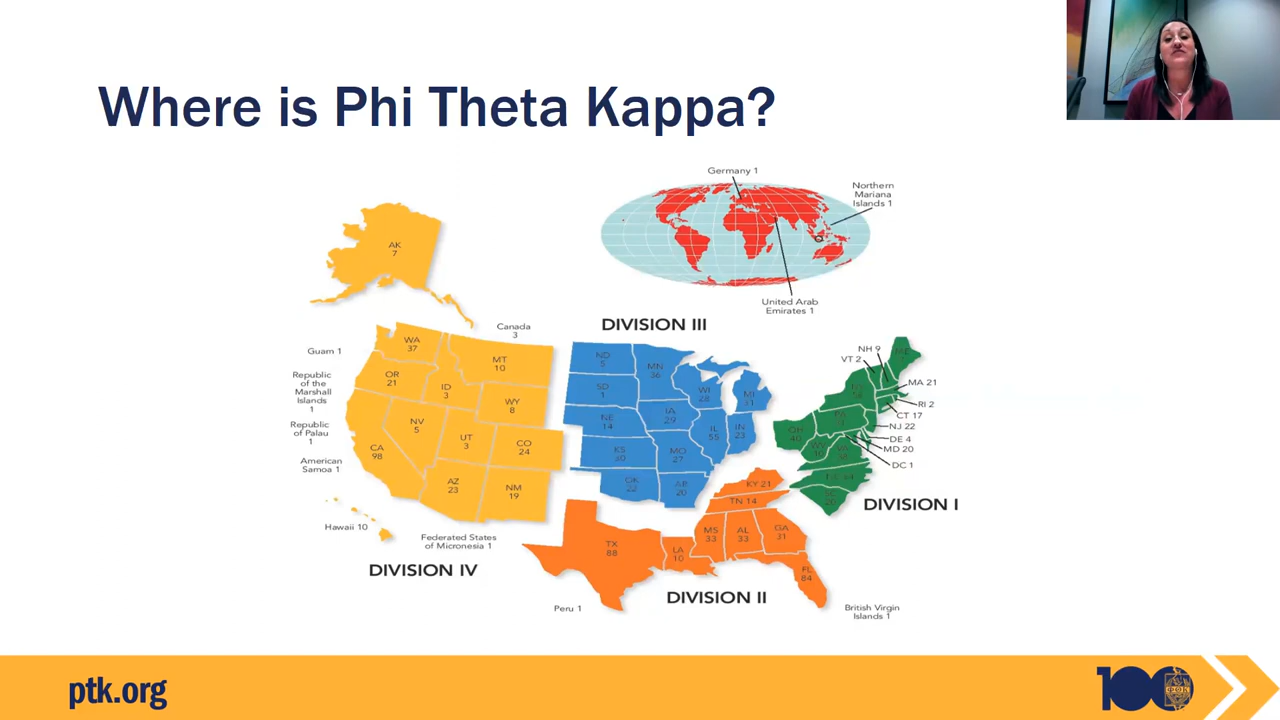 Where is Phi Theta Kappa?
Germany 1
Northern
Mariana
Islands 1
United Arab
Emirates 1
AK
7
Canada
3
Guam 1
Republic
of the
Marshall
Islands
1
Republic
of Palau
1
American
Samoa 1
Hawaii 10
Federated States
of Micronesia 1
WA
37
OR
21
ID
3
MT
10
WY
8
NV
5
UT
3
CO
24
CA
98
AZ
23
NM
19
DIVISION IV
DIVISION III
ND
5
SD
1
NE
14
KS
MN
36
IA
29
MO
27
WI
28
MI
IL
55
IN
23
OK
22
AR
20
NH 9
VT 2
ME
MA 21
RI 2
CT 17
NJ 22
DE 4
MD 20
DC 1
OH
40
WV
10
DIVISION I
KY 21
TN 14
MS
33
AL
33
GA
31
TX
88
LA
10
FL
84
DIVISION II
Peru 1
British Virgin
Islands 1
ptk.org
100